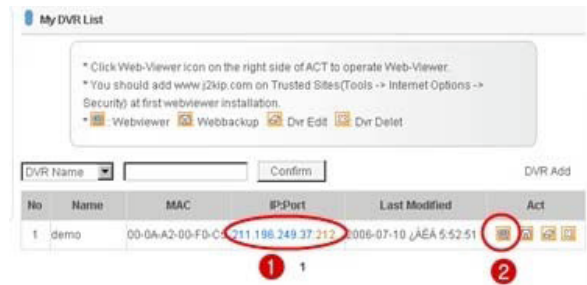 My DVR List
* Click Web-Viewer icon on the right side of ACT to operate Web-Viewer.
* You should add www.j2kip.com on Trusted Sites(Tools -> Internet Options ->
Security) at first webviewer installation.
* : Webviewer Webbackup Dvr Edit Dvr Delet
DVR Name Confirm DVR Add
No Name MAC IP:Port Last Modified Act
1 demo 00-0A-A2-00-F0-C5 211.196.249.37:212 2006-07-10 ¿ÀÈÄ 5:52:51
1 1
2